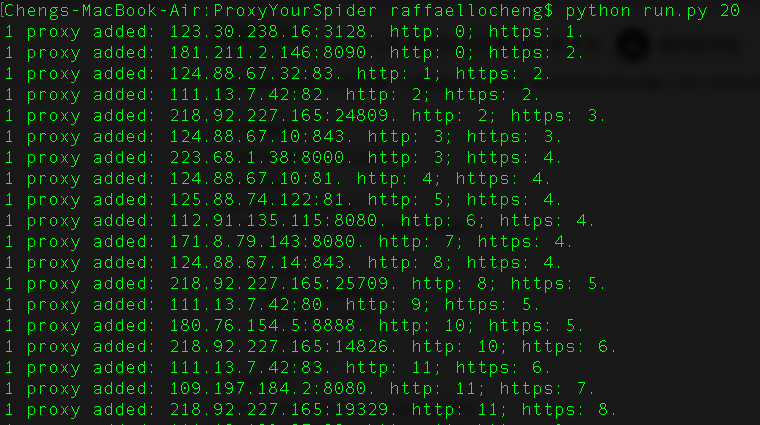 [Chengs-MacBook-Air:ProxyYourSpider raffaellocheng$ python run.py 20
1 proxy added: 123.30.238.16:3128. http: 0; https: 1.
1 proxy added: 181.211.2.146:8090. http: 0; https: 2.
1 proxy added: 124.88.67.32:83. http: 1; https: 2.
1 proxy added: 111.13.7.42:82. http: 2; https: 2.
1 proxy added: 218.92.227.165:24809. http: 2; https: 3.
1 proxy added: 124.88.67.10:843. http: 3; https: 3.
1 proxy added: 223.68.1.38:8000. http: 3; https: 4.
1 proxy added: 124.88.67.10:81. http: 4; https: 4.
1 proxy added: 125.88.74.122:81. http: 5; https: 4.
1 proxy added: 112.91.135.115:8080. http: 6; https: 4.
1 proxy added: 171.8.79.143:8080. http: 7; https: 4.
1 proxy added: 124.88.67.14:843. http: 8; https: 4.
1 proxy added: 218.92.227.165:25709. http: 8; https: 5.
1 proxy added: 111.13.7.42:80. http: 9; https: 5.
1 proxy added: 180.76.154.5:8888. http: 10; https: 5.
1 proxy added: 218.92.227.165:14826. http: 10; https: 6.
1 proxy added: 111.13.7.42:83. http: 11; https: 6.
1 proxy added: 109.197.184.2:8080. http: 11; https: 7.
1 proxy added: 218.92.227.165:19329. http: 11; https: 8.